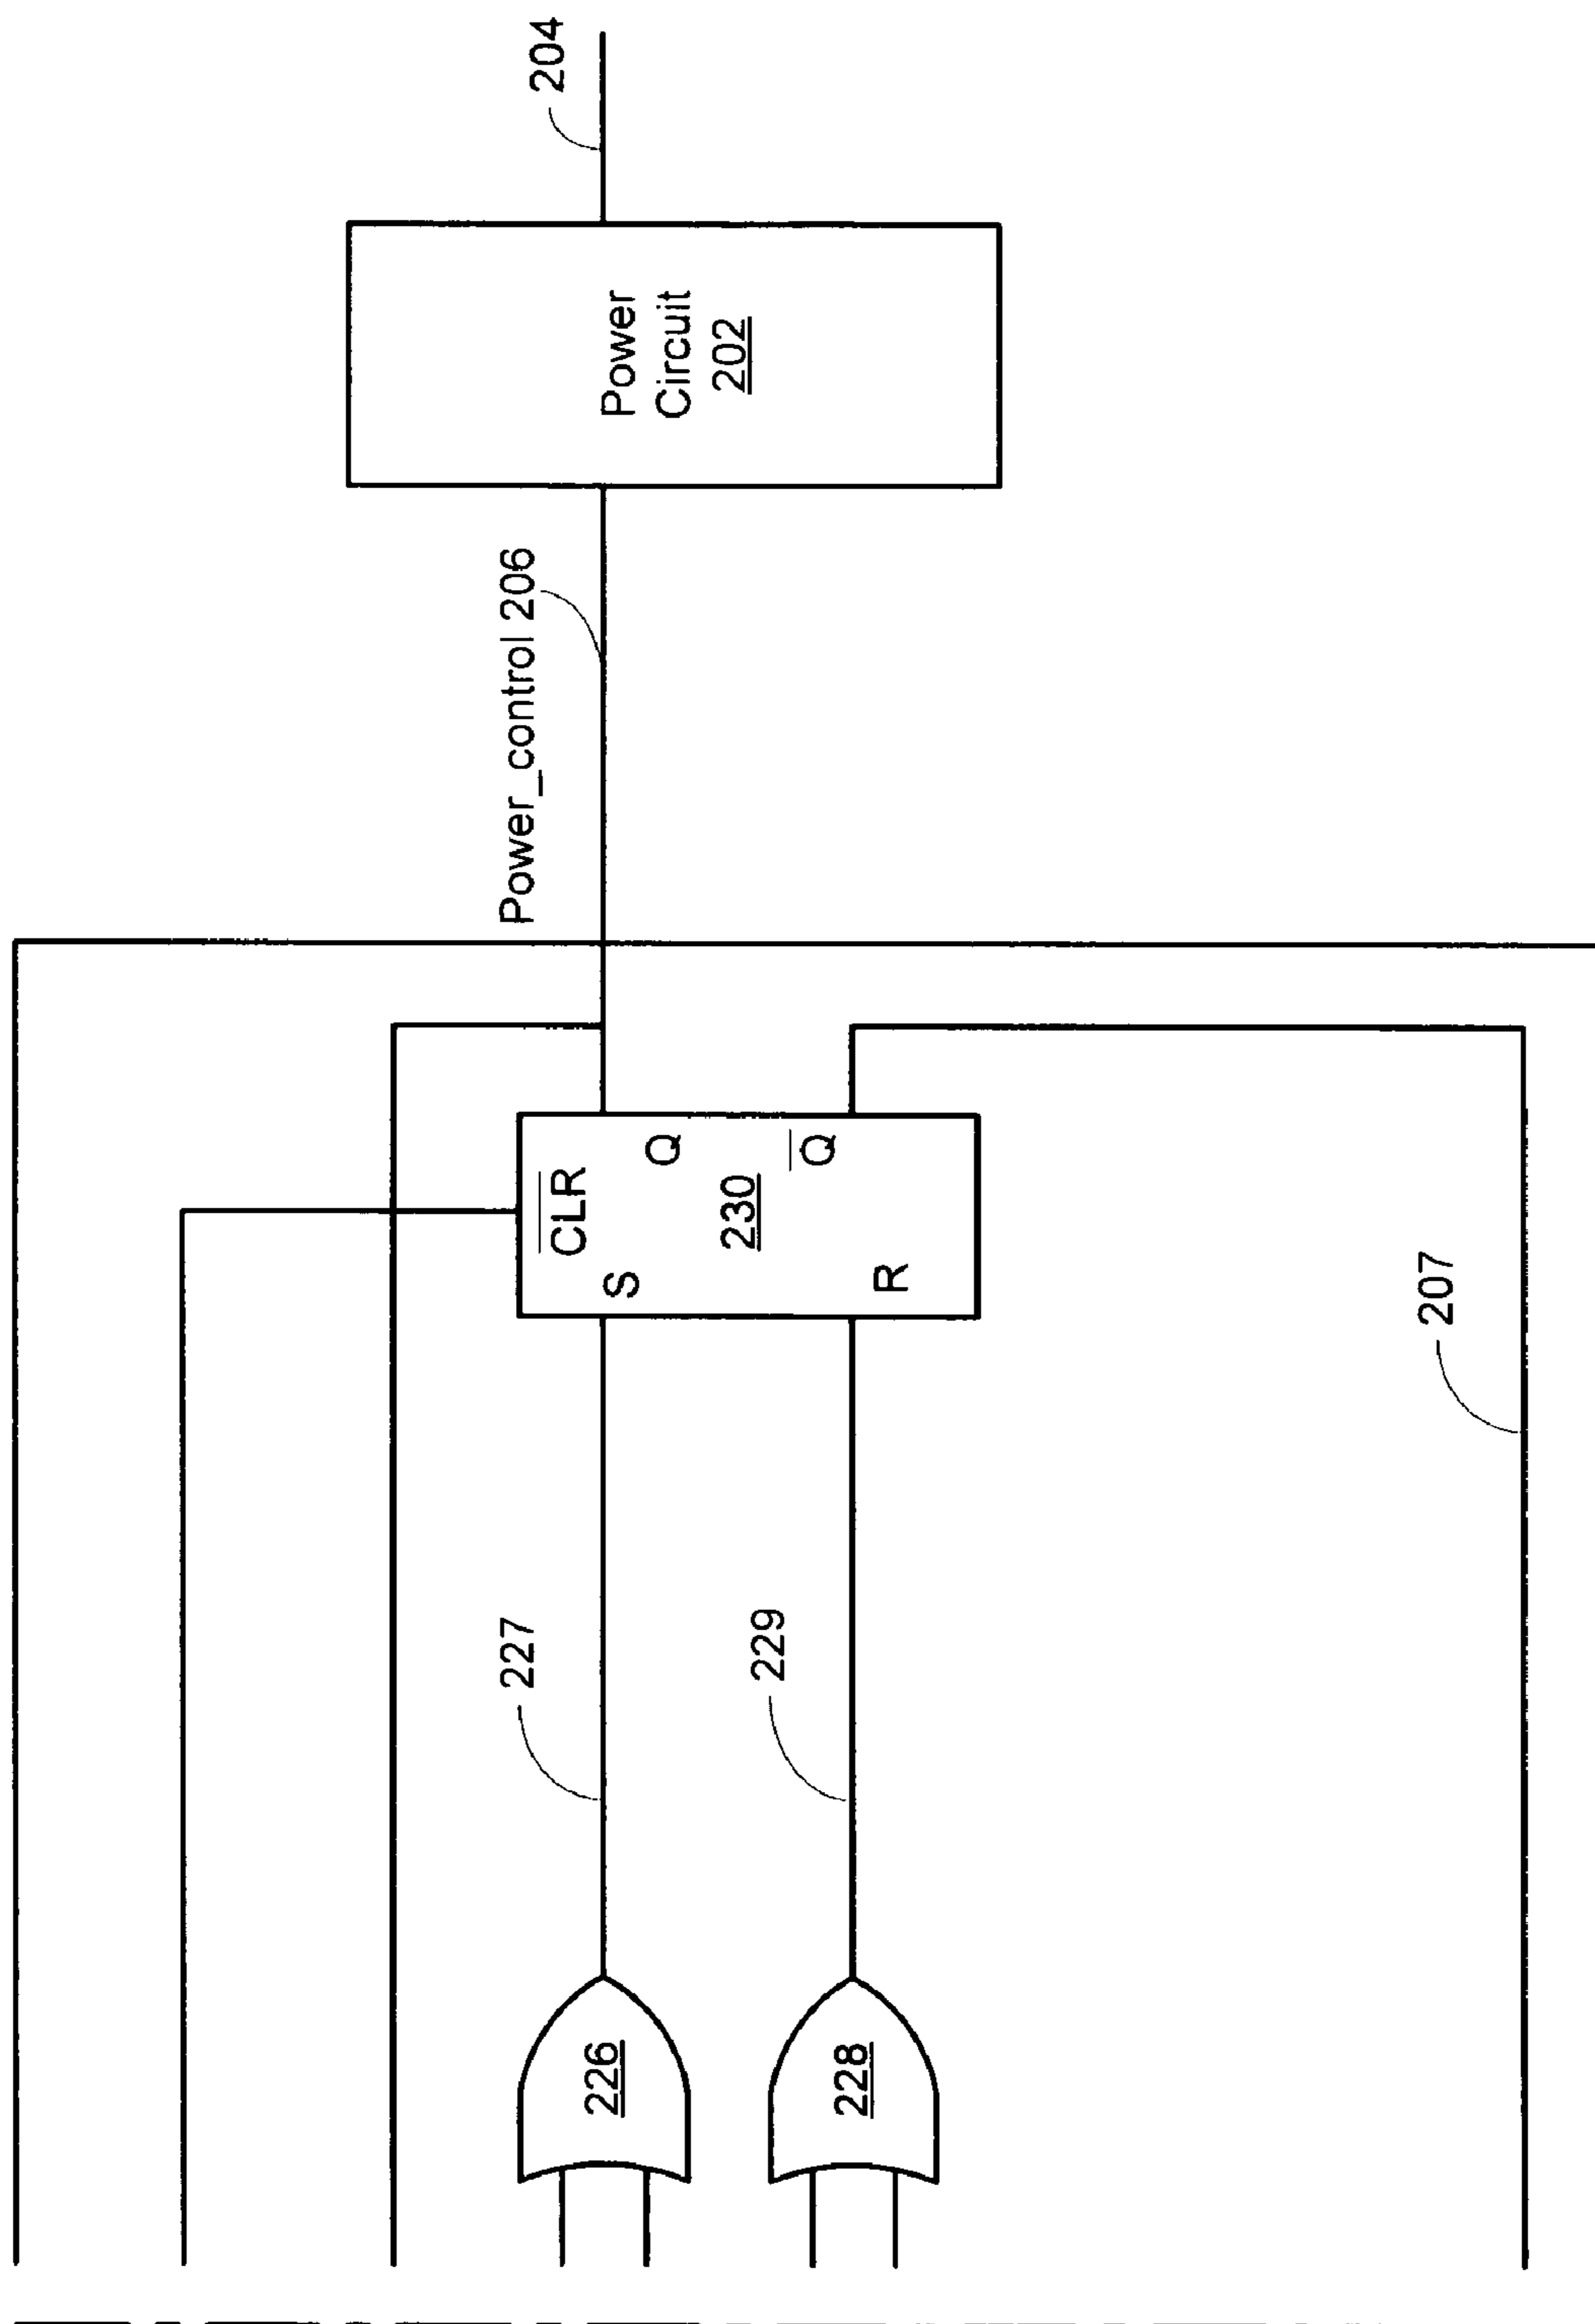 204
Power
Circuit
202
Power_control 206
CLR
Q
S
230
Q
R
207
227
229
226
228